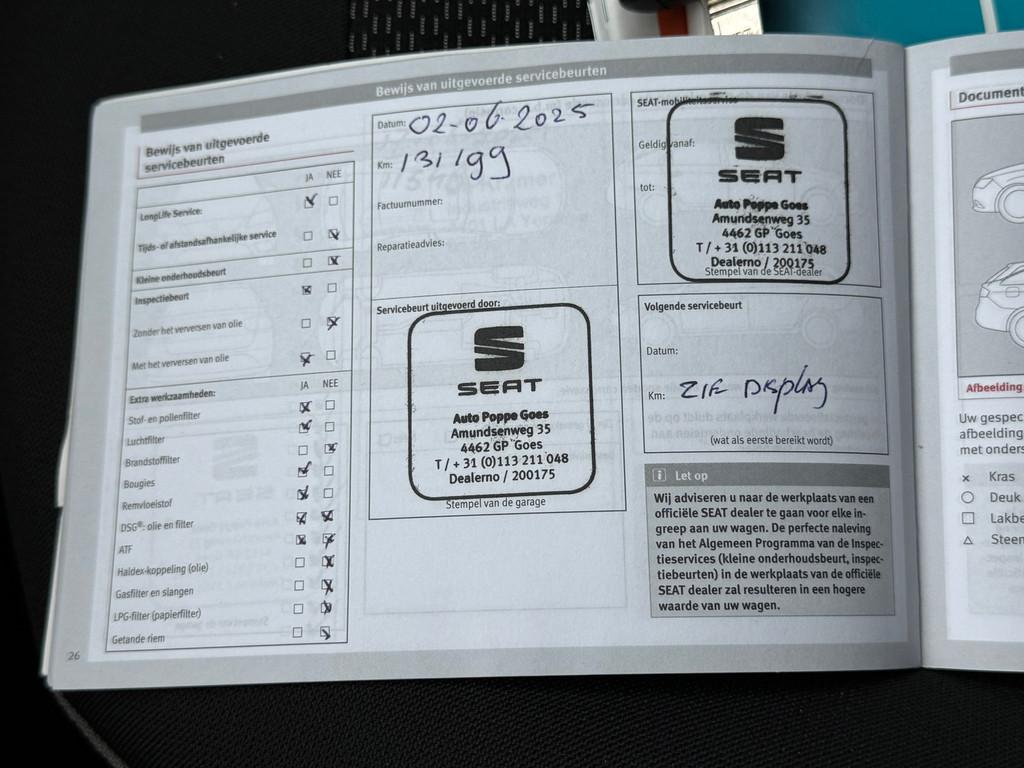 Bewijs van uitgevoerde servicebeurten
Bewijs van uitgevoerde
servicebeurten
JA NEE
LongLife Service:
Tijds- of afstandsafhankelijke service
Kleine onderhoudsbeurt
Inspectiebeurt
Zonder het verversen van olie
Met het verversen van olie
Extra werkzaamheden: JA NEE
Stof- en pollenfilter
Luchtfilter
Brandstoffilter
Bougies
Remvloeistof
DSG®: olie en filter
ATF
Haldex-koppeling (olie)
Gasfilter en slangen
LPG-filter (papierfilter)
Getande riem
26
Datum: 02-06-2025
Km: 131199
Factuurnummer:
Reparatieadvies:
Servicebeurt uitgevoerd door:
SEAT
Auto Poppe Goes
Amundsenweg 35
4462 GP Goes
T / + 31 (0)113 211 048
Dealerno / 200175
Stempel van de garage
SEAT-mobiliteitsservice
Geldig vanaf:
tot:
SEAT
Auto Poppe Goes
Amundsenweg 35
4462 GP Goes
T / + 31 (0)113 211 048
Dealerno / 200175
Stempel van de SEAT-dealer
Volgende servicebeurt
Datum:
Km: ZIE Display
(wat als eerste bereikt wordt)
i Let op
Wij adviseren u naar de werkplaats van een
officiële SEAT dealer te gaan voor elke in-
greep aan uw wagen. De perfecte naleving
van het Algemeen Programma van de Inspec-
tieservices (kleine onderhoudsbeurt, inspec-
tiebeurten) in de werkplaats van de officiële
SEAT dealer zal resulteren in een hogere
waarde van uw wagen.
Document
Afbeelding
Uw gespec
afbeelding
met onders
Kras
Deuk
Lakbe
Steen